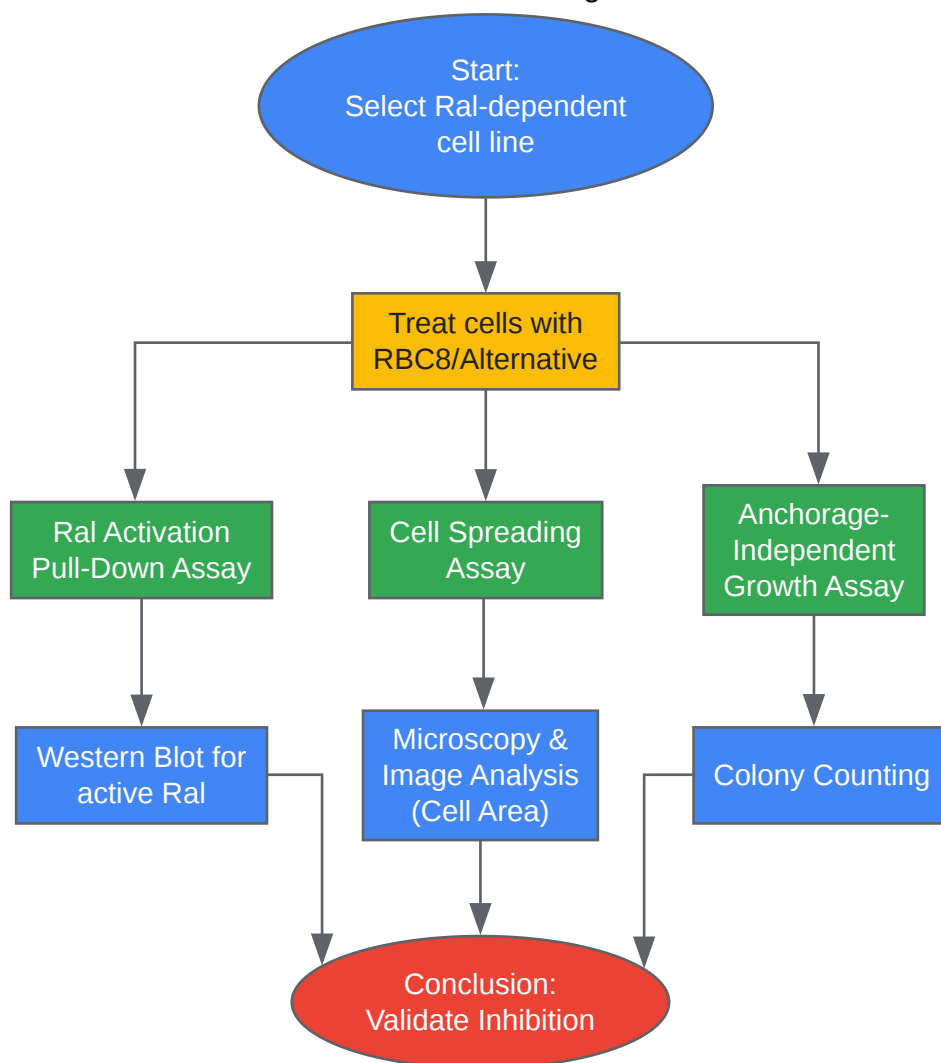 Start:
Select Ral-dependent
cell line
Treat cells with
RBC8/Alternative
Ral Activation
Pull-Down Assay
Cell Spreading
Assay
Anchorage-
Independent
Growth Assay
Western Blot for
active Ral
Microscopy &
Image Analysis
(Cell Area)
Colony Counting
Conclusion:
Validate Inhibition